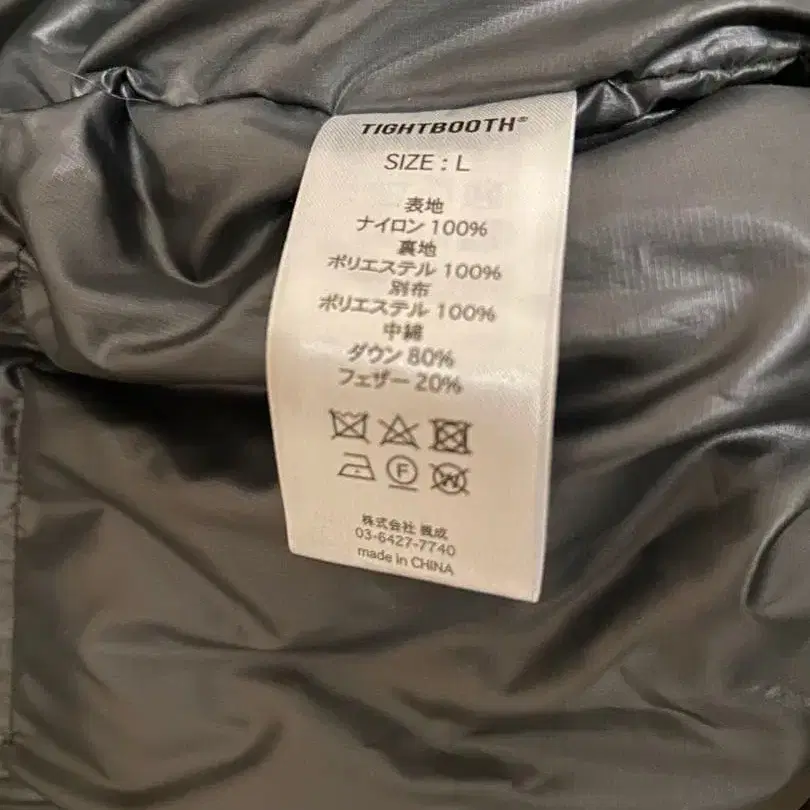 TIGHTBOOTH®
SIZE : L
表地
ナイロン 100%
裏地
ポリエステル 100%
別布
ポリエステル 100%
中綿
ダウン 80%
フェザー 20%
F
W
株式会社 義成
03-6427-7740
made in CHINA